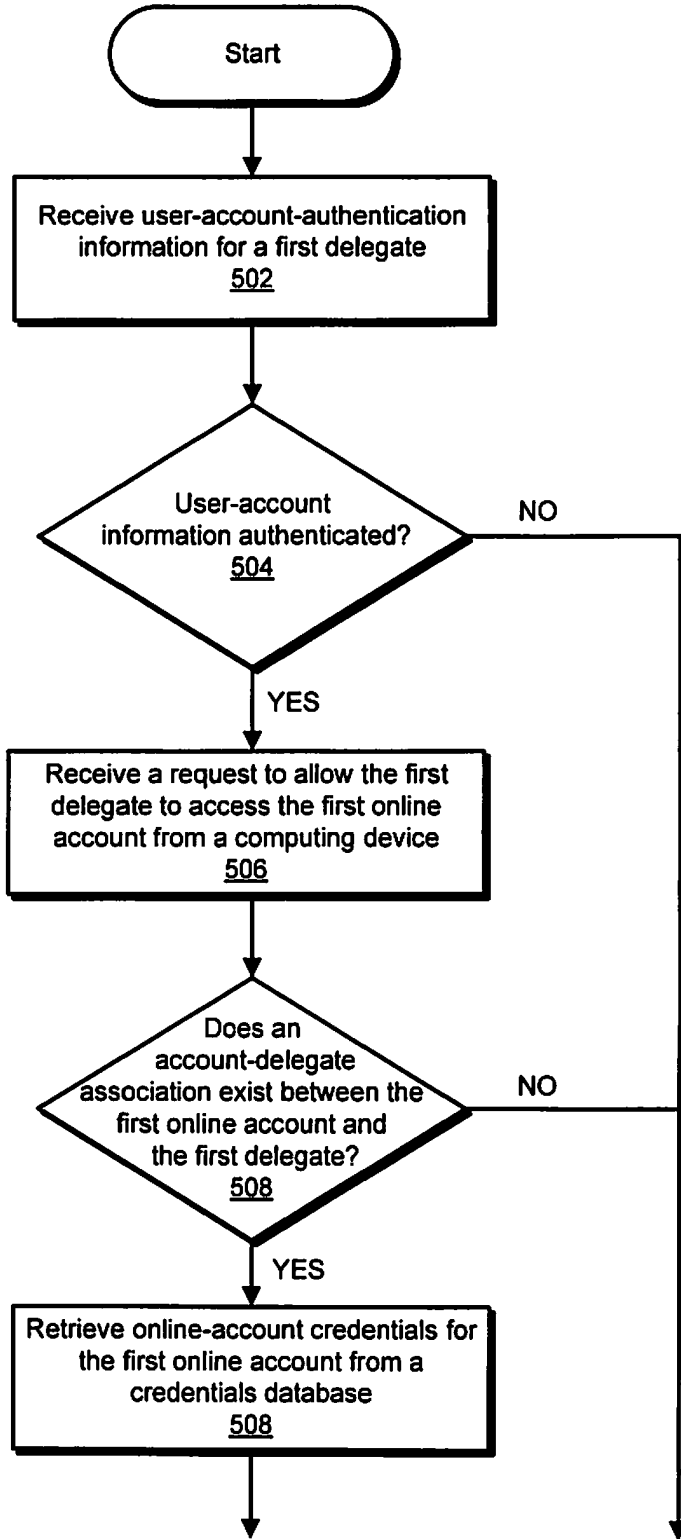 Start
Receive user-account-authentication
information for a first delegate
502
User-account
information authenticated?
504
NO
YES
Receive a request to allow the first
delegate to access the first online
account from a computing device
506
Does an
account-delegate
association exist between the
first online account and
the first delegate?
508
NO
YES
Retrieve online-account credentials for
the first online account from a
credentials database
508